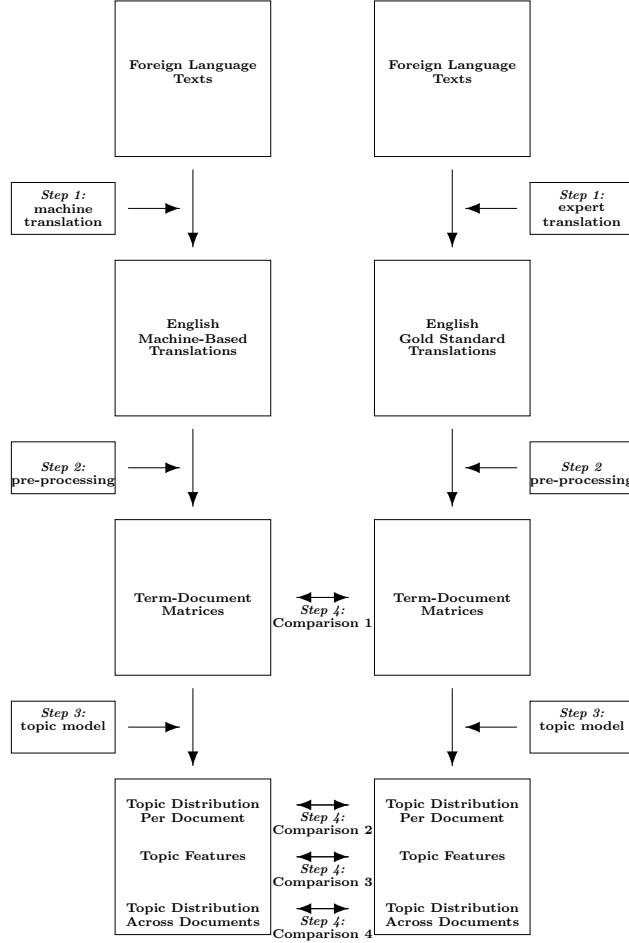 Foreign Language
Texts
Foreign Language
Texts
Step 1:
machine
translation
Step 1:
expert
translation
English
Machine-Based
Translations
English
Gold Standard
Translations
Step 2:
pre-processing
Step 2
pre-processing
Term-Document
Matrices
Step 4:
Comparison 1
Term-Document
Matrices
Step 3:
topic model
Step 3:
topic model
Topic Distribution
Per Document
Step 4:
Comparison 2
Topic Distribution
Per Document
Topic Features
Step 4:
Comparison 3
Topic Features
Topic Distribution
Across Documents
Step 4:
Comparison 4
Topic Distribution
Across Documents